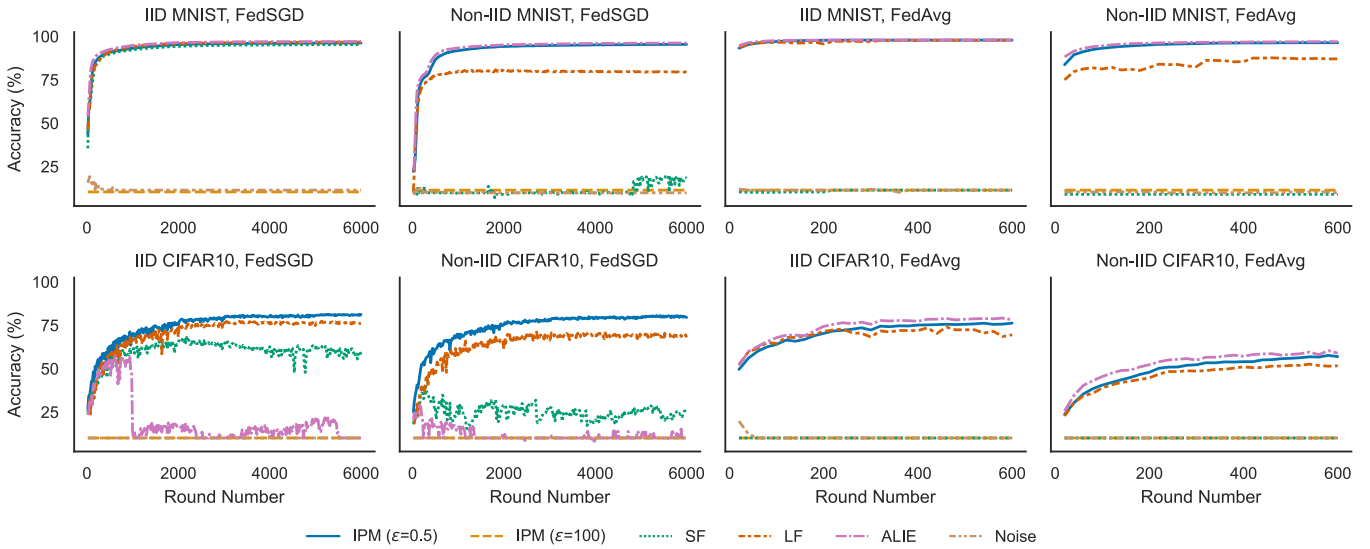 IID MNIST, FedSGD
Non-IID MNIST, FedSGD
IID MNIST, FedAvg
Non-IID MNIST, FedAvg
Accuracy (%)
100
75
50
25
0 2000 4000 6000
0 2000 4000 6000
0 200 400 600
0 200 400 600
IID CIFAR10, FedSGD
Non-IID CIFAR10, FedSGD
IID CIFAR10, FedAvg
Non-IID CIFAR10, FedAvg
Accuracy (%)
100
75
50
25
0 2000 4000 6000
0 2000 4000 6000
0 200 400 600
0 200 400 600
Round Number
Round Number
Round Number
Round Number
IPM (ε=0.5) IPM (ε=100) SF LF ALIE Noise